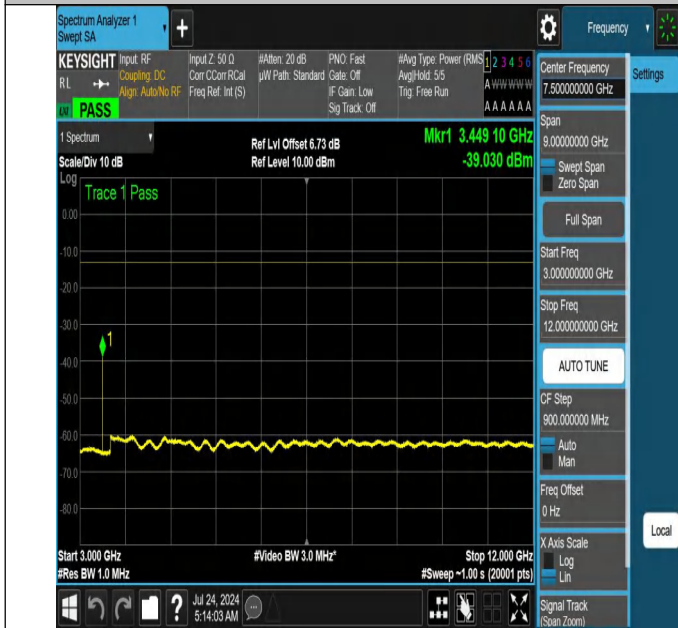 Spectrum Analyzer 1
Swept SA
+
Frequency
KEYSIGHT
RL
PASS
Input: RF
Coupling: DC
Align: Auto/No RF
Input Z: 50 Ω
Corr CCorr RCal
Freq Ref: Int (S)
#Atten: 20 dB
µW Path: Standard
PNO: Fast
Gate: Off
IF Gain: Low
Sig Track: Off
#Avg Type: Power (RMS
Avg|Hold: 5/5
Trig: Free Run
1 2 3 4 5 6
A W W W W W
A A A A A A
Center Frequency
7.500000000 GHz
Settings
Span
9.00000000 GHz
Swept Span
Zero Span
Full Span
Start Freq
3.000000000 GHz
Stop Freq
12.000000000 GHz
AUTO TUNE
CF Step
900.000000 MHz
Auto
Man
Freq Offset
0 Hz
X Axis Scale
Log
Lin
Signal Track
(Span Zoom)
Local
1 Spectrum
Scale/Div 10 dB
Log
Ref Lvl Offset 6.73 dB
Ref Level 10.00 dBm
Mkr1 3.449 10 GHz
-39.030 dBm
Trace 1 Pass
0.00
-10.0
-20.0
-30.0
1
-40.0
-50.0
-60.0
-70.0
-80.0
Start 3.000 GHz
#Res BW 1.0 MHz
#Video BW 3.0 MHz*
Stop 12.000 GHz
#Sweep ~1.00 s (20001 pts)
?
Jul 24, 2024
5:14:03 AM